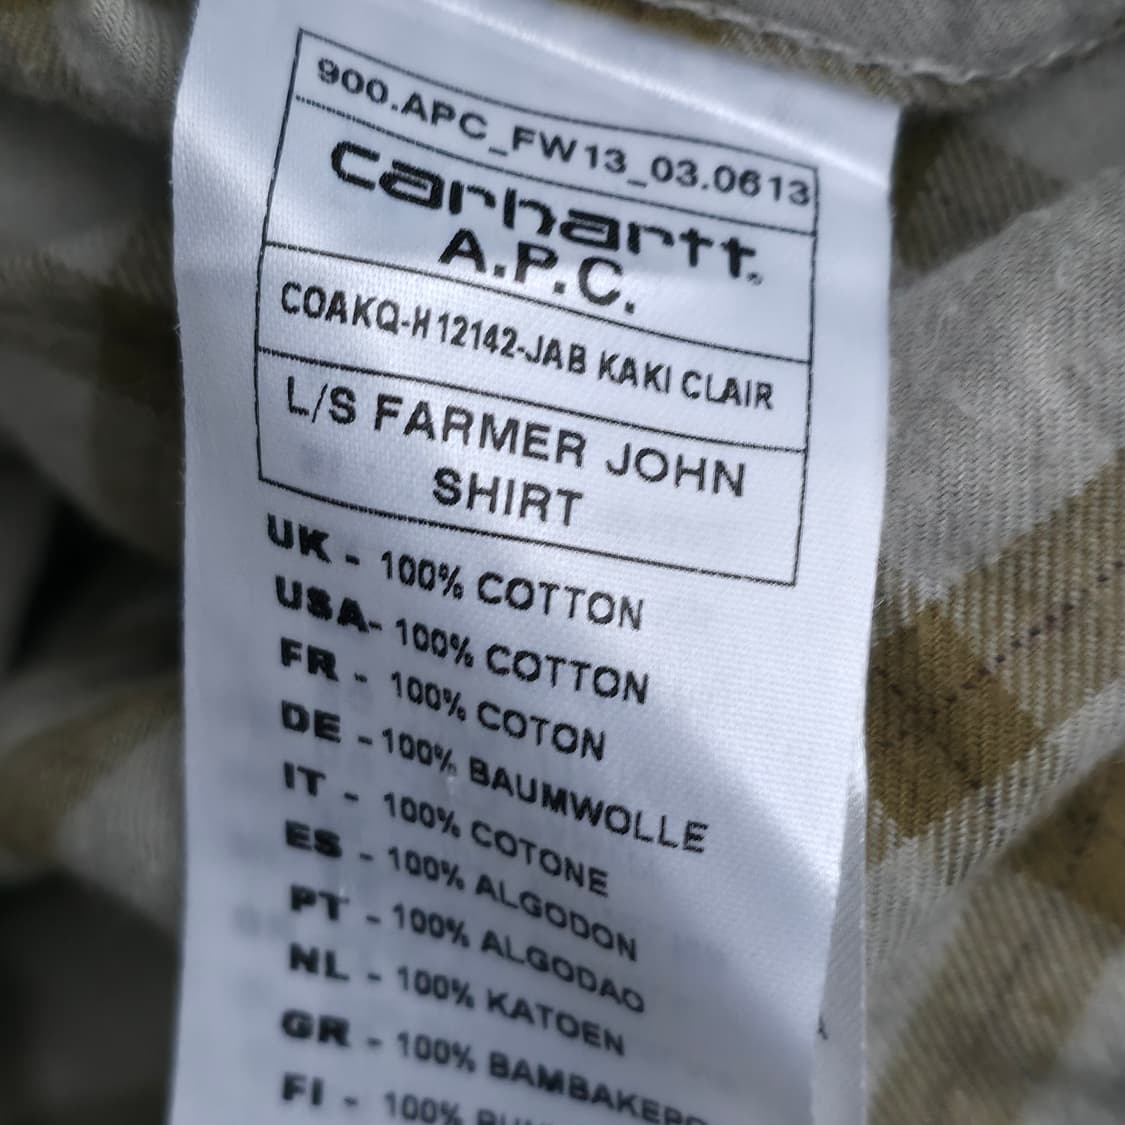 900.APC_FW13_03.0613
carhartt
A.P.C.
COAKQ-H12142-JAB KAKI CLAIR
L/S FARMER JOHN
SHIRT
UK - 100% COTTON
USA- 100% COTTON
FR - 100% COTON
DE - 100% BAUMWOLLE
IT - 100% COTONE
ES - 100% ALGODON
PT - 100% ALGODAO
NL - 100% KATOEN
GR - 100%
FI - 100%